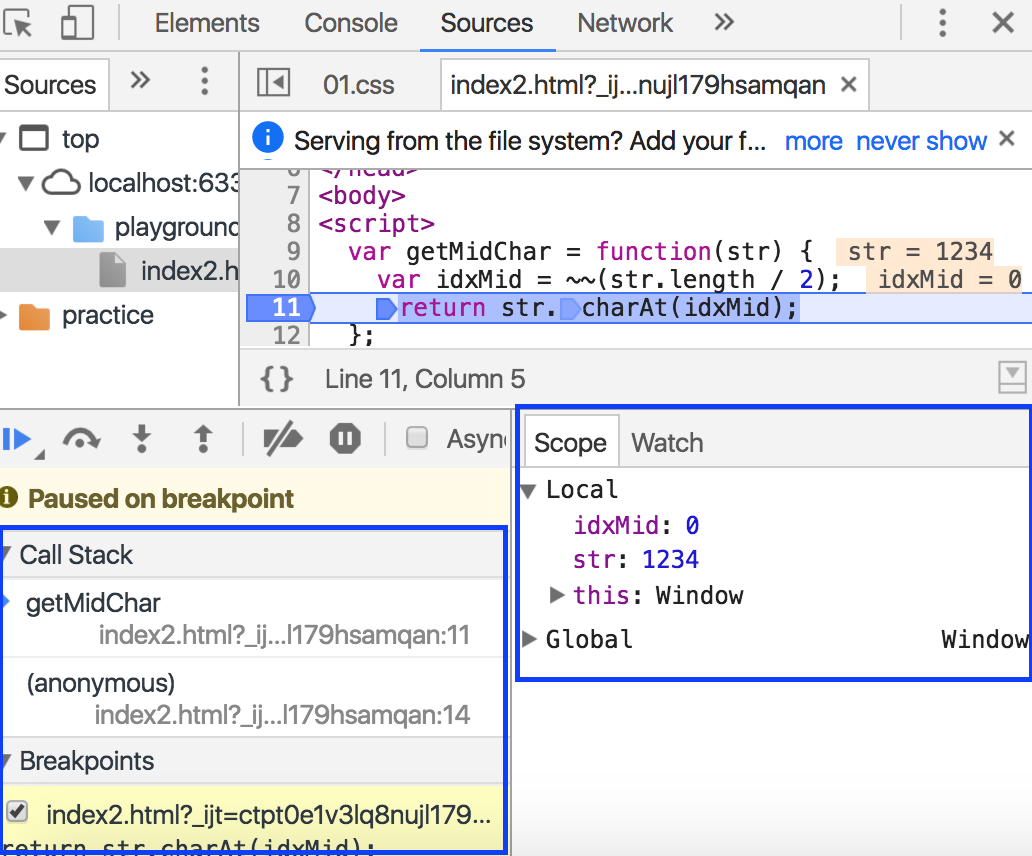 Elements Console Sources Network »
Sources »
01.css index2.html?_ij...nujl179hsamqan ×
Serving from the file system? Add your f... more never show ×
top
localhost:633
playground
index2.h
practice
6 </head>
7 <body>
8 <script>
9 var getMidChar = function(str) { str = 1234
10 var idxMid = ~~(str.length / 2); idxMid = 0
11 return str.charAt(idxMid);
12 };
{} Line 11, Column 5
Async
Paused on breakpoint
Call Stack
getMidChar
index2.html?_ij...l179hsamqan:11
(anonymous)
index2.html?_ij...l179hsamqan:14
Breakpoints
index2.html?_ijt=ctpt0e1v3lq8nujl179...
return str.charAt(idxMid);
Scope Watch
Local
idxMid: 0
str: 1234
this: Window
Global Window